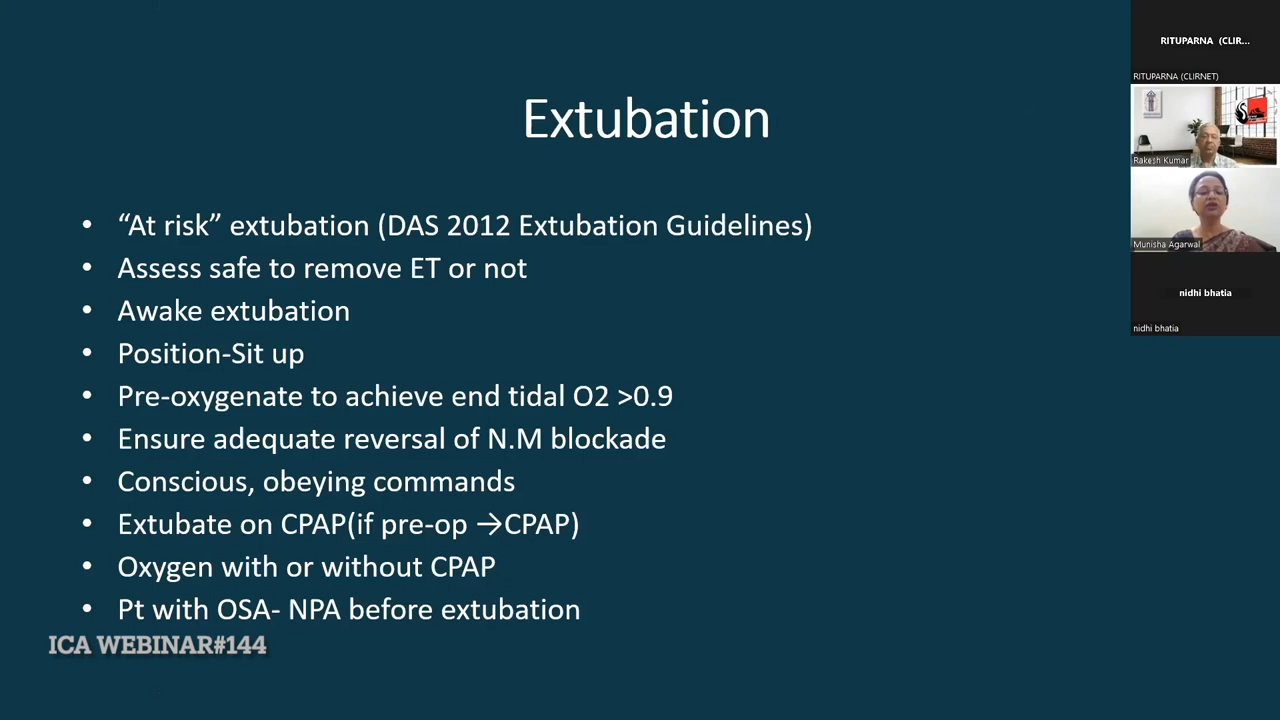 Extubation
• “At risk” extubation (DAS 2012 Extubation Guidelines)
• Assess safe to remove ET or not
• Awake extubation
• Position-Sit up
• Pre-oxygenate to achieve end tidal O2 >0.9
• Ensure adequate reversal of N.M blockade
• Conscious, obeying commands
• Extubate on CPAP(if pre-op →CPAP)
• Oxygen with or without CPAP
• Pt with OSA- NPA before extubation
ICA WEBINAR#144
RITUPARNA (CLIR...
RITUPARNA (CLIRNET)
Rakesh Kumar
Munisha Agarwal
nidhi bhatia
nidhi bhatia